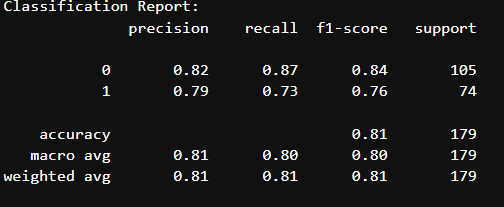 Classification Report:
precision recall f1-score support
0 0.82 0.87 0.84 105
1 0.79 0.73 0.76 74
accuracy 0.81 179
macro avg 0.81 0.80 0.80 179
weighted avg 0.81 0.81 0.81 179